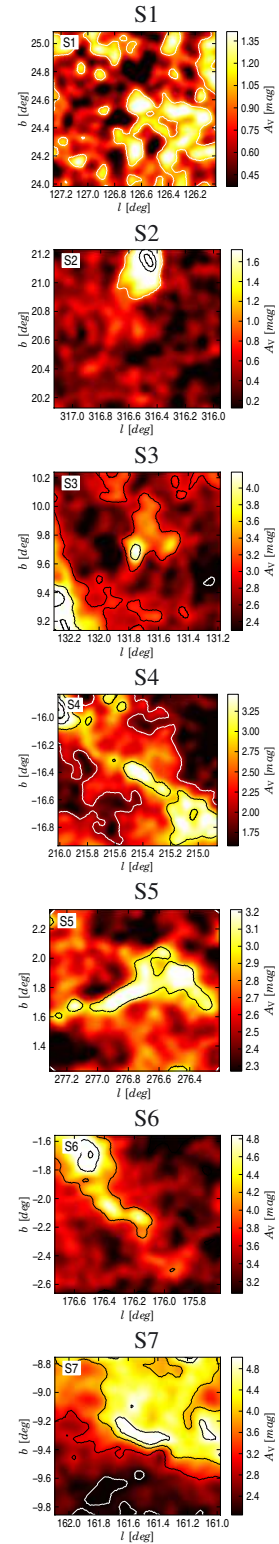 S1
S1
25.0
24.8
24.6
24.4
24.2
24.0
b [deg]
127.2 127.0 126.8 126.6 126.4 126.3 126.1
l [deg]
1.35
1.20
1.05
0.90
0.75
0.60
0.45
A_V [mag]
S2
S2
21.2
21.0
20.8
20.6
20.4
20.2
b [deg]
317.0 316.8 316.6 316.4 316.2 316.0
l [deg]
1.6
1.4
1.2
1.0
0.8
0.6
0.4
0.2
A_V [mag]
S3
S3
10.2
10.0
9.8
9.6
9.4
9.2
b [deg]
132.2 132.0 131.8 131.6 131.4 131.2
l [deg]
4.0
3.8
3.6
3.4
3.2
3.0
2.8
2.6
2.4
A_V [mag]
S4
S4
−16.0
−16.2
−16.4
−16.6
−16.8
b [deg]
216.0 215.8 215.6 215.4 215.2 215.0
l [deg]
3.25
3.00
2.75
2.50
2.25
2.00
1.75
A_V [mag]
S5
S5
2.2
2.0
1.8
1.6
1.4
b [deg]
277.2 277.0 276.8 276.6 276.4
l [deg]
3.2
3.1
3.0
2.9
2.8
2.7
2.6
2.5
2.4
2.3
A_V [mag]
S6
S6
−1.6
−1.8
−2.0
−2.2
−2.4
−2.6
b [deg]
176.6 176.4 176.2 176.0 175.8
l [deg]
4.8
4.6
4.4
4.2
4.0
3.8
3.6
3.4
3.2
A_V [mag]
S7
S7
−8.8
−9.0
−9.2
−9.4
−9.6
−9.8
b [deg]
162.0 161.8 161.6 161.4 161.2 161.0
l [deg]
4.8
4.4
4.0
3.6
3.2
2.8
2.4
A_V [mag]